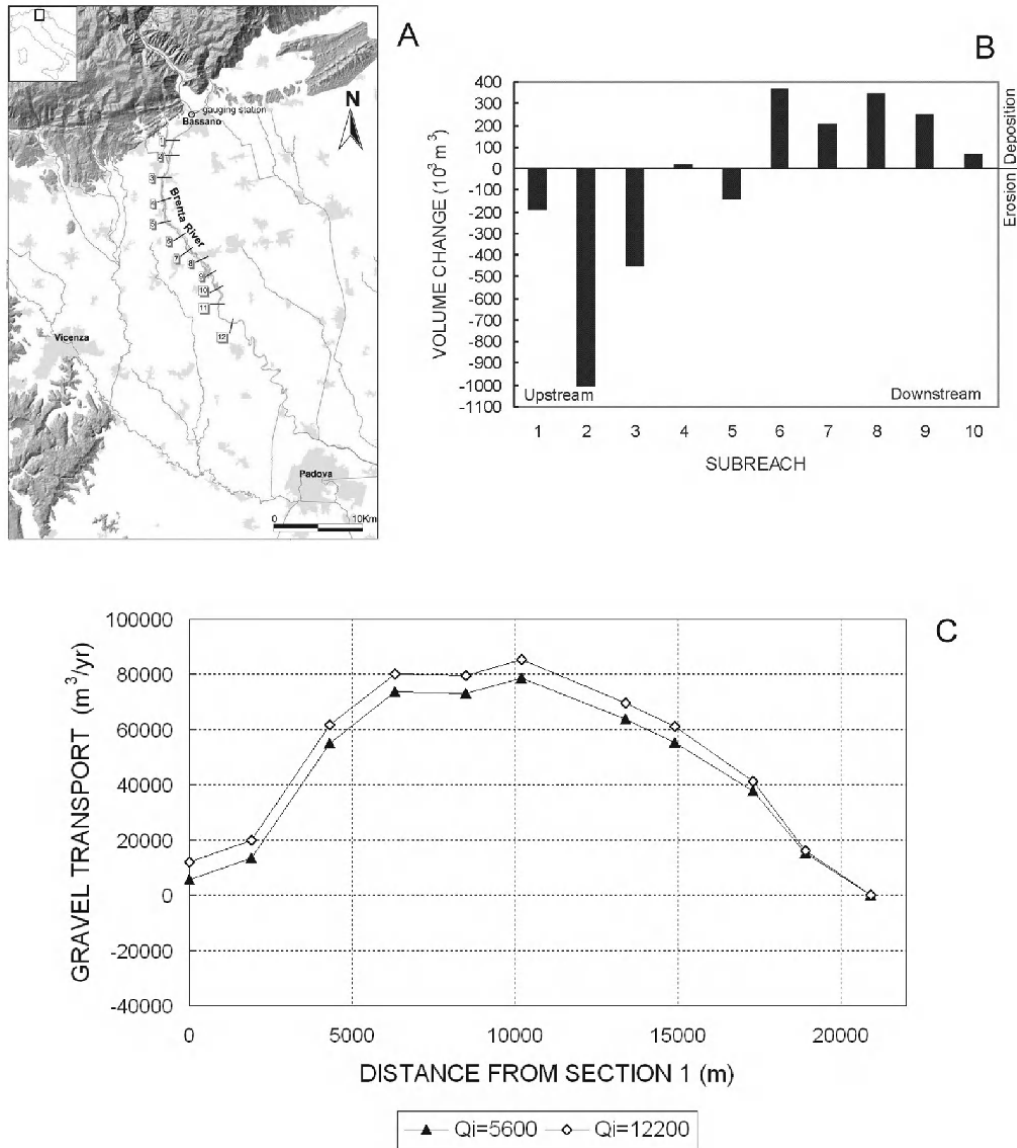 A
N
gauging station
Bassano
1
2
3
4
5
6
7
8
9
10
11
12
Brenta River
Vicenza
Padova
0 10Km
B
VOLUME CHANGE (10³ m³)
400
300
200
100
0
-100
-200
-300
-400
-500
-600
-700
-800
-900
-1000
-1100
Erosion Deposition
Upstream Downstream
1 2 3 4 5 6 7 8 9 10
SUBREACH
C
GRAVEL TRANSPORT (m³/yr)
100000
80000
60000
40000
20000
0
-20000
-40000
0 5000 10000 15000 20000
DISTANCE FROM SECTION 1 (m)
Qi=5600 Qi=12200